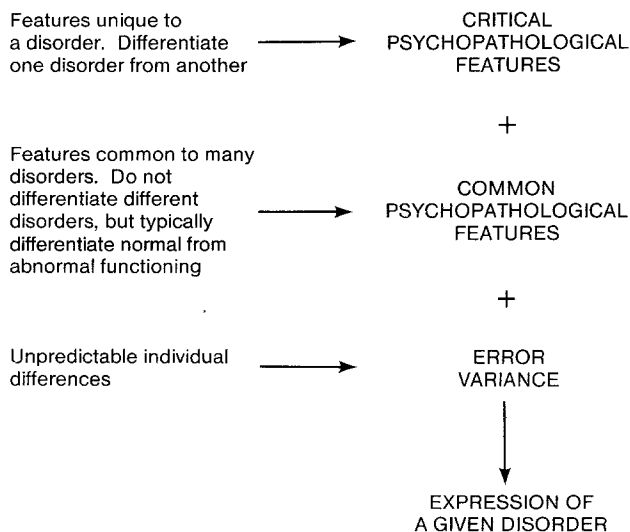 Features unique to
a disorder. Differentiate
one disorder from another
CRITICAL
PSYCHOPATHOLOGICAL
FEATURES
+
Features common to many
disorders. Do not
differentiate different
disorders, but typically
differentiate normal from
abnormal functioning
COMMON
PSYCHOPATHOLOGICAL
FEATURES
+
Unpredictable individual
differences
ERROR
VARIANCE
EXPRESSION OF
A GIVEN DISORDER